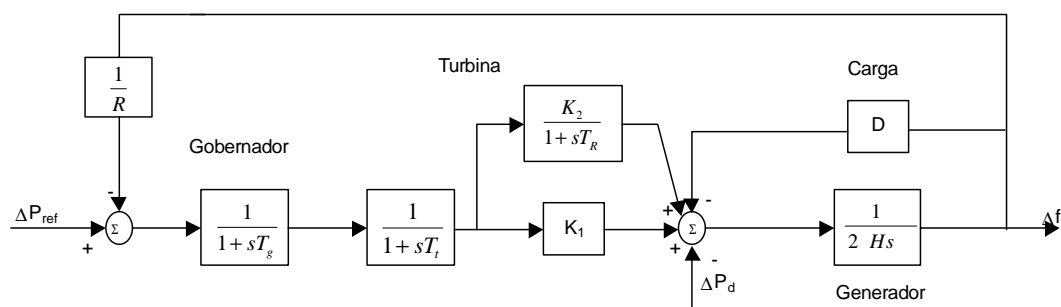 1
R
Turbina
Carga
K₂
1 + sT_R
D
Gobernador
-
ΔP_ref
+
Σ
1
1 + sT_g
1
1 + sT_t
K₁
+
-
+
Σ
+
-
ΔP_d
1
2 Hs
Δf
Generador